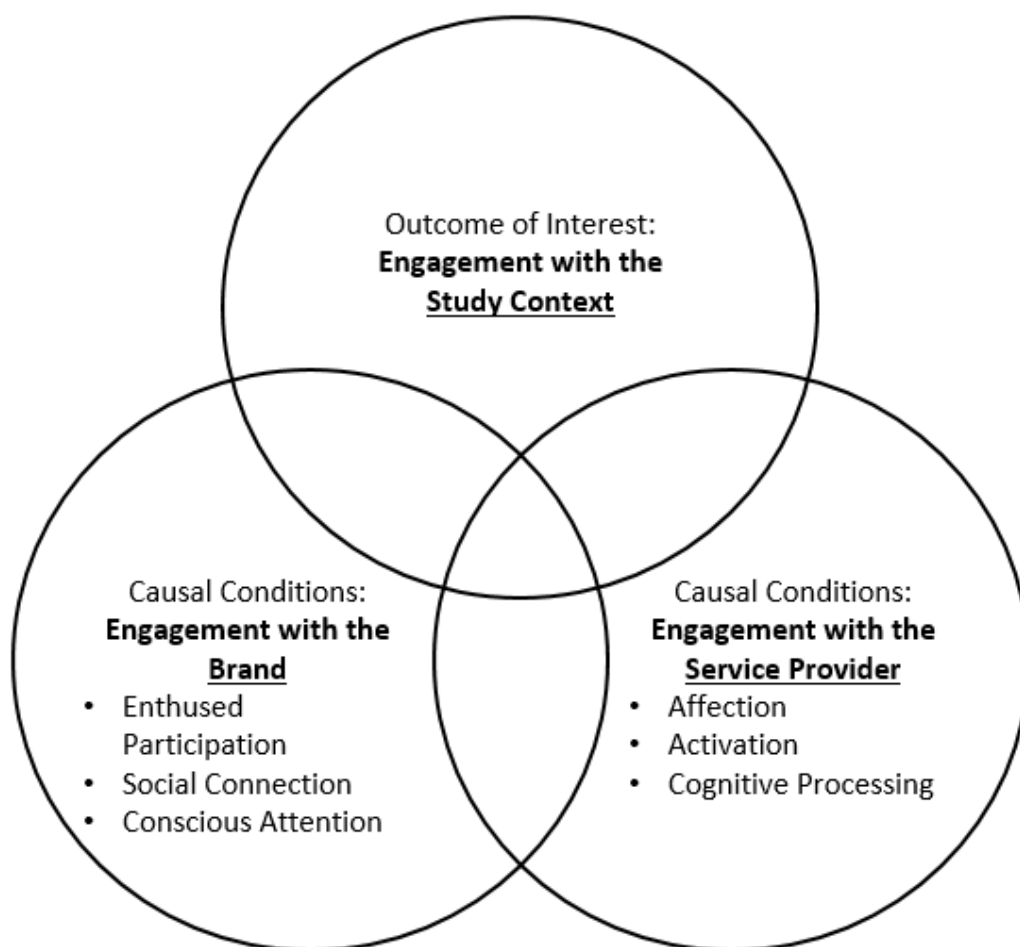 Outcome of Interest:
Engagement with the
Study Context
Causal Conditions:
Engagement with the
Brand
• Enthused
Participation
• Social Connection
• Conscious Attention
Causal Conditions:
Engagement with the
Service Provider
• Affection
• Activation
• Cognitive Processing